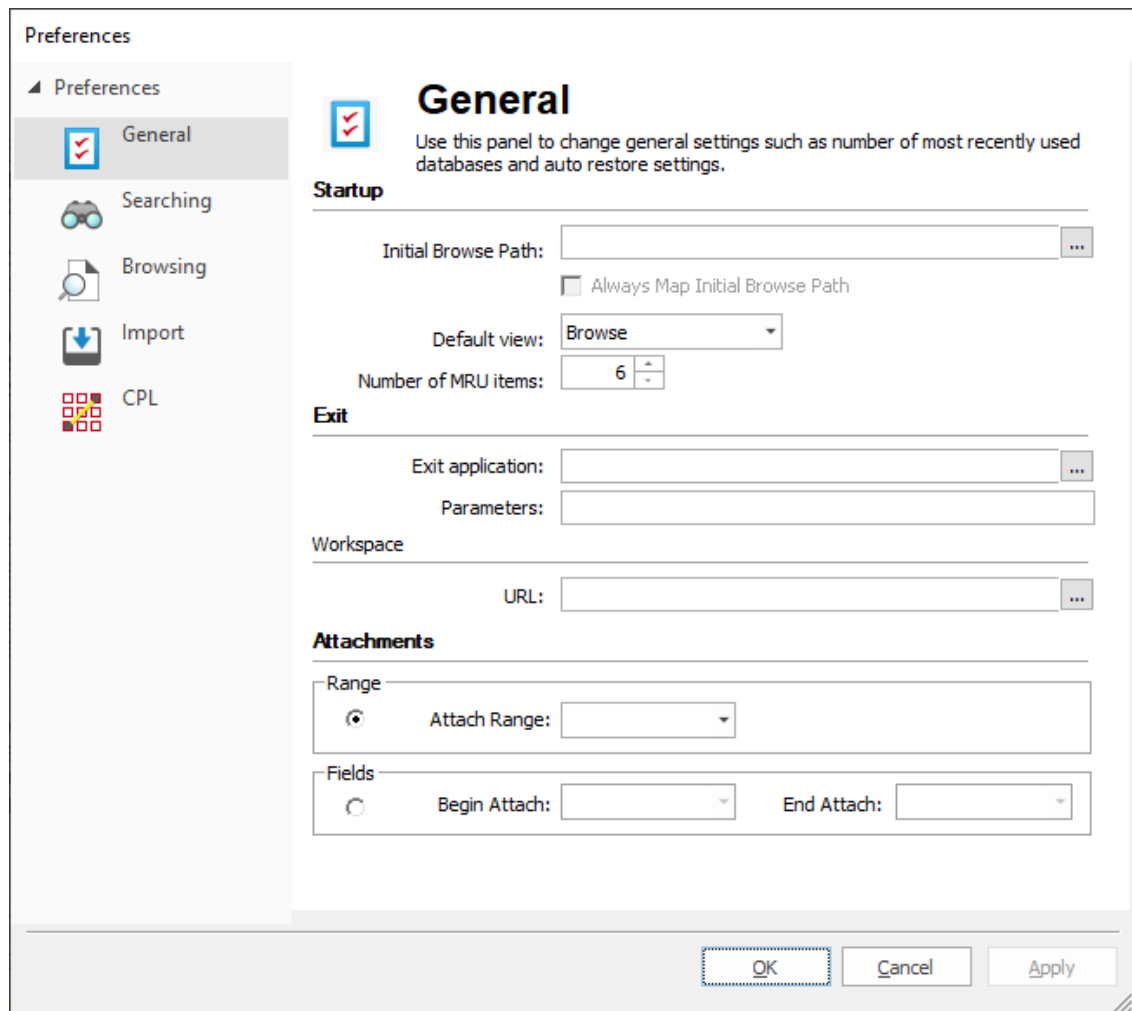 Preferences
Preferences
General
Searching
Browsing
Import
CPL
General
Use this panel to change general settings such as number of most recently used
databases and auto restore settings.
Startup
Initial Browse Path:
...
Always Map Initial Browse Path
Default view:
Browse
Number of MRU items:
6
Exit
Exit application:
...
Parameters:
Workspace
URL:
...
Attachments
Range
Attach Range:
Fields
Begin Attach:
End Attach:
OK
Cancel
Apply